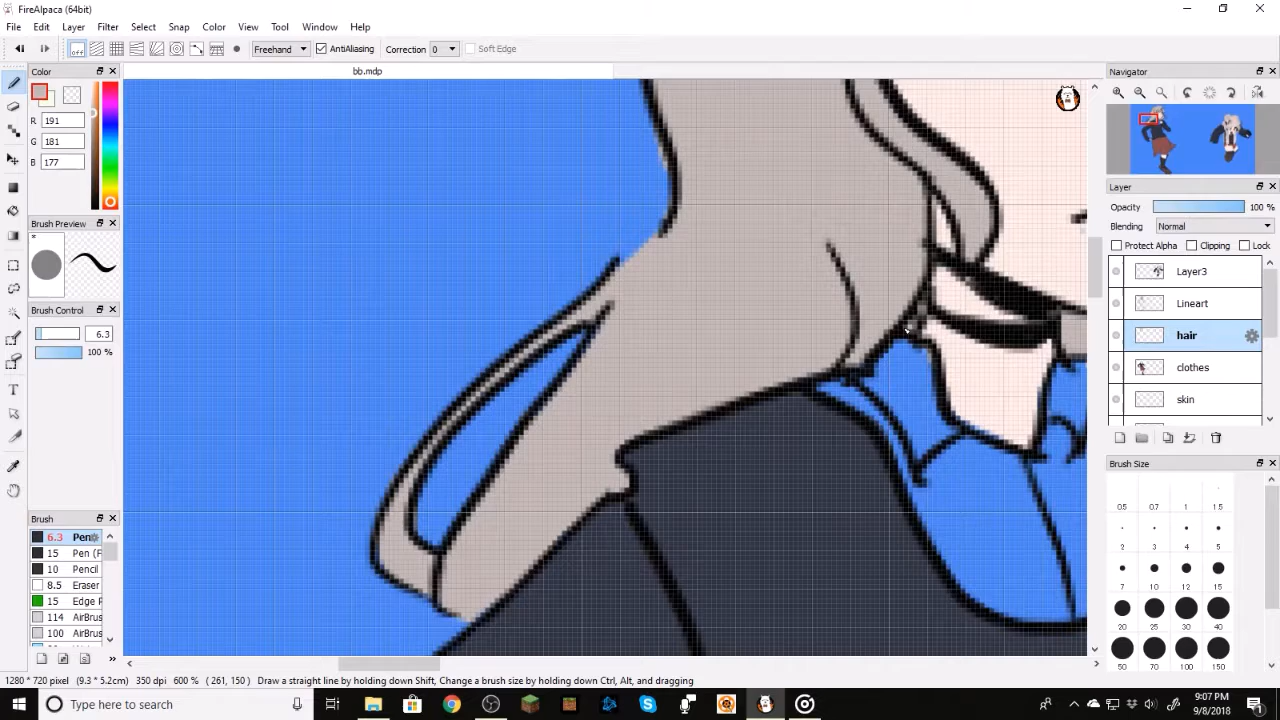 FireAlpaca (64bit)
File Edit Layer Filter Select Snap Color View Tool Window Help
off Freehand AntiAliasing Correction 0 Soft Edge
Color bb.mdp Navigator
R 191
G 181
B 177
Layer
Opacity 100 %
Brush Preview Blending Normal
Protect Alpha Clipping Lock
Layer3
Lineart
Brush Control
6.3 hair
100 % clothes
skin
Brush Size
0.5 0.7 1 1.5
Brush
6.3 Pen
2 3 4 5
15 Pen (F
10 Pencil
8.5 Eraser 7 10 12 15
15 Edge P
114 AirBrus
20 25 30 40
100 AirBrus
50 70 100 150
1280 * 720 pixel (9.3 * 5.2cm) 350 dpi 600 % (261, 150) Draw a straight line by holding down Shift, Change a brush size by holding down Ctrl, Alt, and dragging
Type here to search 9:07 PM
9/8/2018